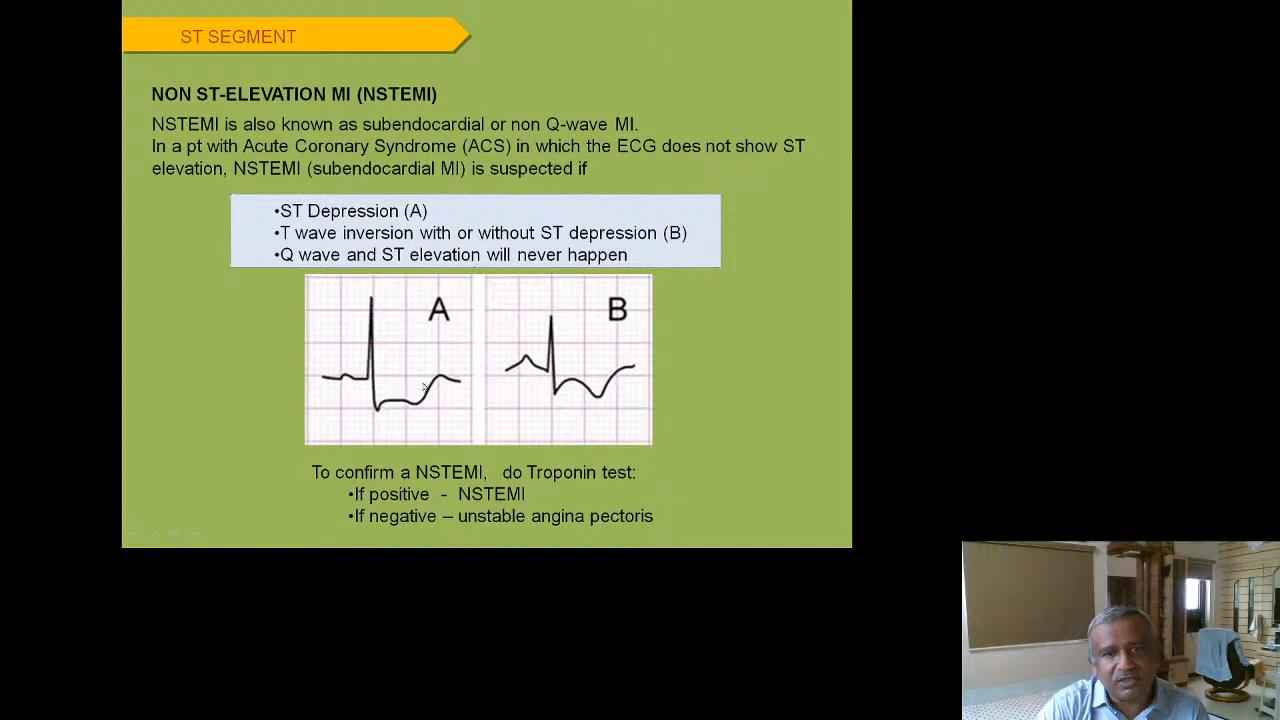 ST SEGMENT
NON ST-ELEVATION MI (NSTEMI)
NSTEMI is also known as subendocardial or non Q-wave MI.
In a pt with Acute Coronary Syndrome (ACS) in which the ECG does not show ST
elevation, NSTEMI (subendocardial MI) is suspected if
•ST Depression (A)
•T wave inversion with or without ST depression (B)
•Q wave and ST elevation will never happen
A
B
To confirm a NSTEMI, do Troponin test:
•If positive - NSTEMI
•If negative – unstable angina pectoris